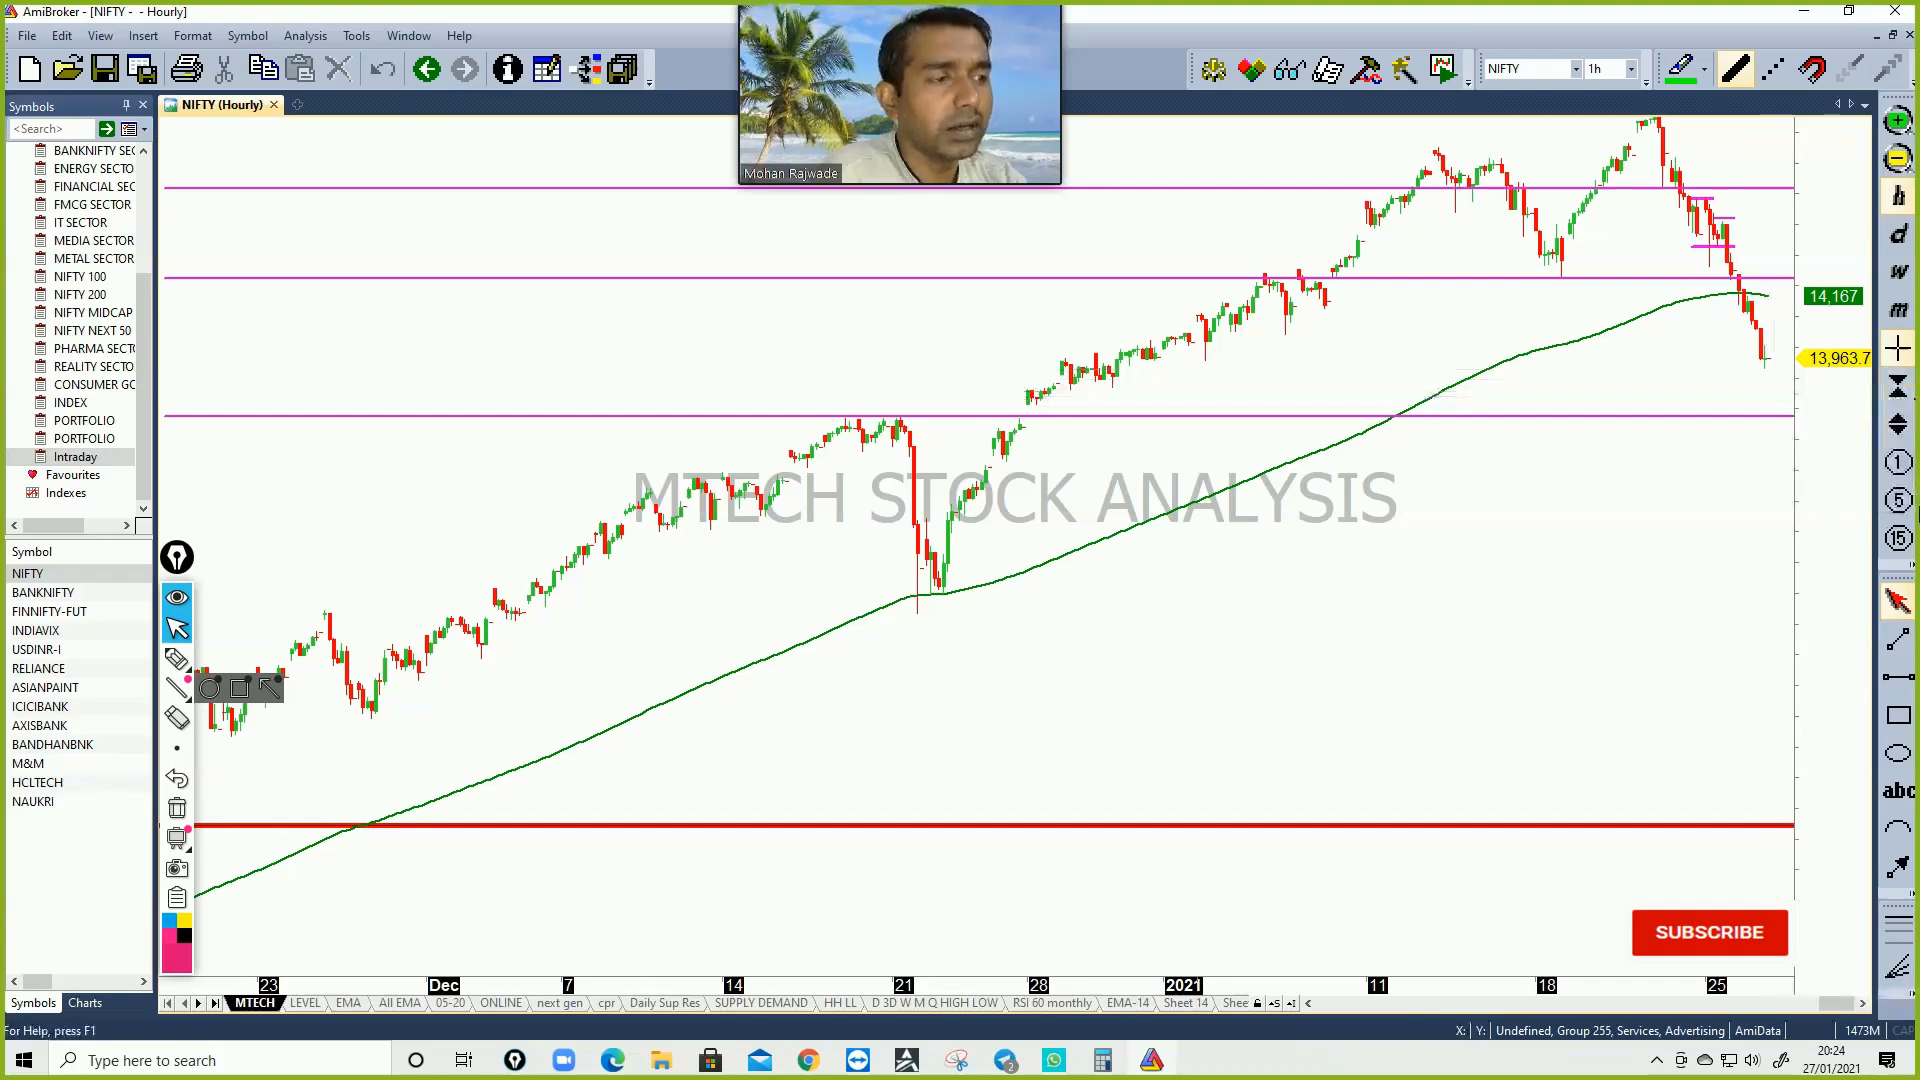 AmiBroker - [NIFTY - - Hourly]
File Edit View Insert Format Symbol Analysis Tools Window Help
NIFTY 1h
Symbols
NIFTY (Hourly)
<Search>
Mohan Rajwade
BANKNIFTY SEC
ENERGY SECTO
FINANCIAL SEC
FMCG SECTOR
IT SECTOR
MEDIA SECTOR
METAL SECTOR
NIFTY 100
NIFTY 200
NIFTY MIDCAP
NIFTY NEXT 50
PHARMA SECT
REALITY SECTO
CONSUMER GC
INDEX
PORTFOLIO
PORTFOLIO
Intraday
Favourites
Indexes
Symbol
NIFTY
BANKNIFTY
FINNIFTY-FUT
INDIAVIX
USDINR-I
RELIANCE
ASIANPAINT
ICICIBANK
AXISBANK
BANDHANBNK
M&M
HCLTECH
NAUKRI
Symbols Charts
14,167
13,963.7
MTECH STOCK ANALYSIS
SUBSCRIBE
h
d
w
m
1
5
15
abc
23 Dec 7 14 21 28 2021 11 18 25
MTECH LEVEL EMA All EMA 05-20 ONLINE next gen cpr Daily Sup Res SUPPLY DEMAND HH LL D 3D W M Q HIGH LOW RSI 60 monthly EMA-14 Sheet 14 Shee
For Help, press F1
X: Y: Undefined, Group 255, Services, Advertising AmiData 1473M CAP
Type here to search
2
20:24
27/01/2021